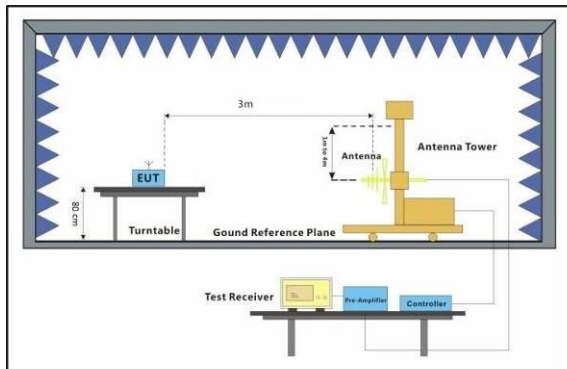 3m
1m to 4m
Antenna
Antenna Tower
EUT
80 cm
Turntable
Gound Reference Plane
Test Receiver
Pre-Amplifier
Controller